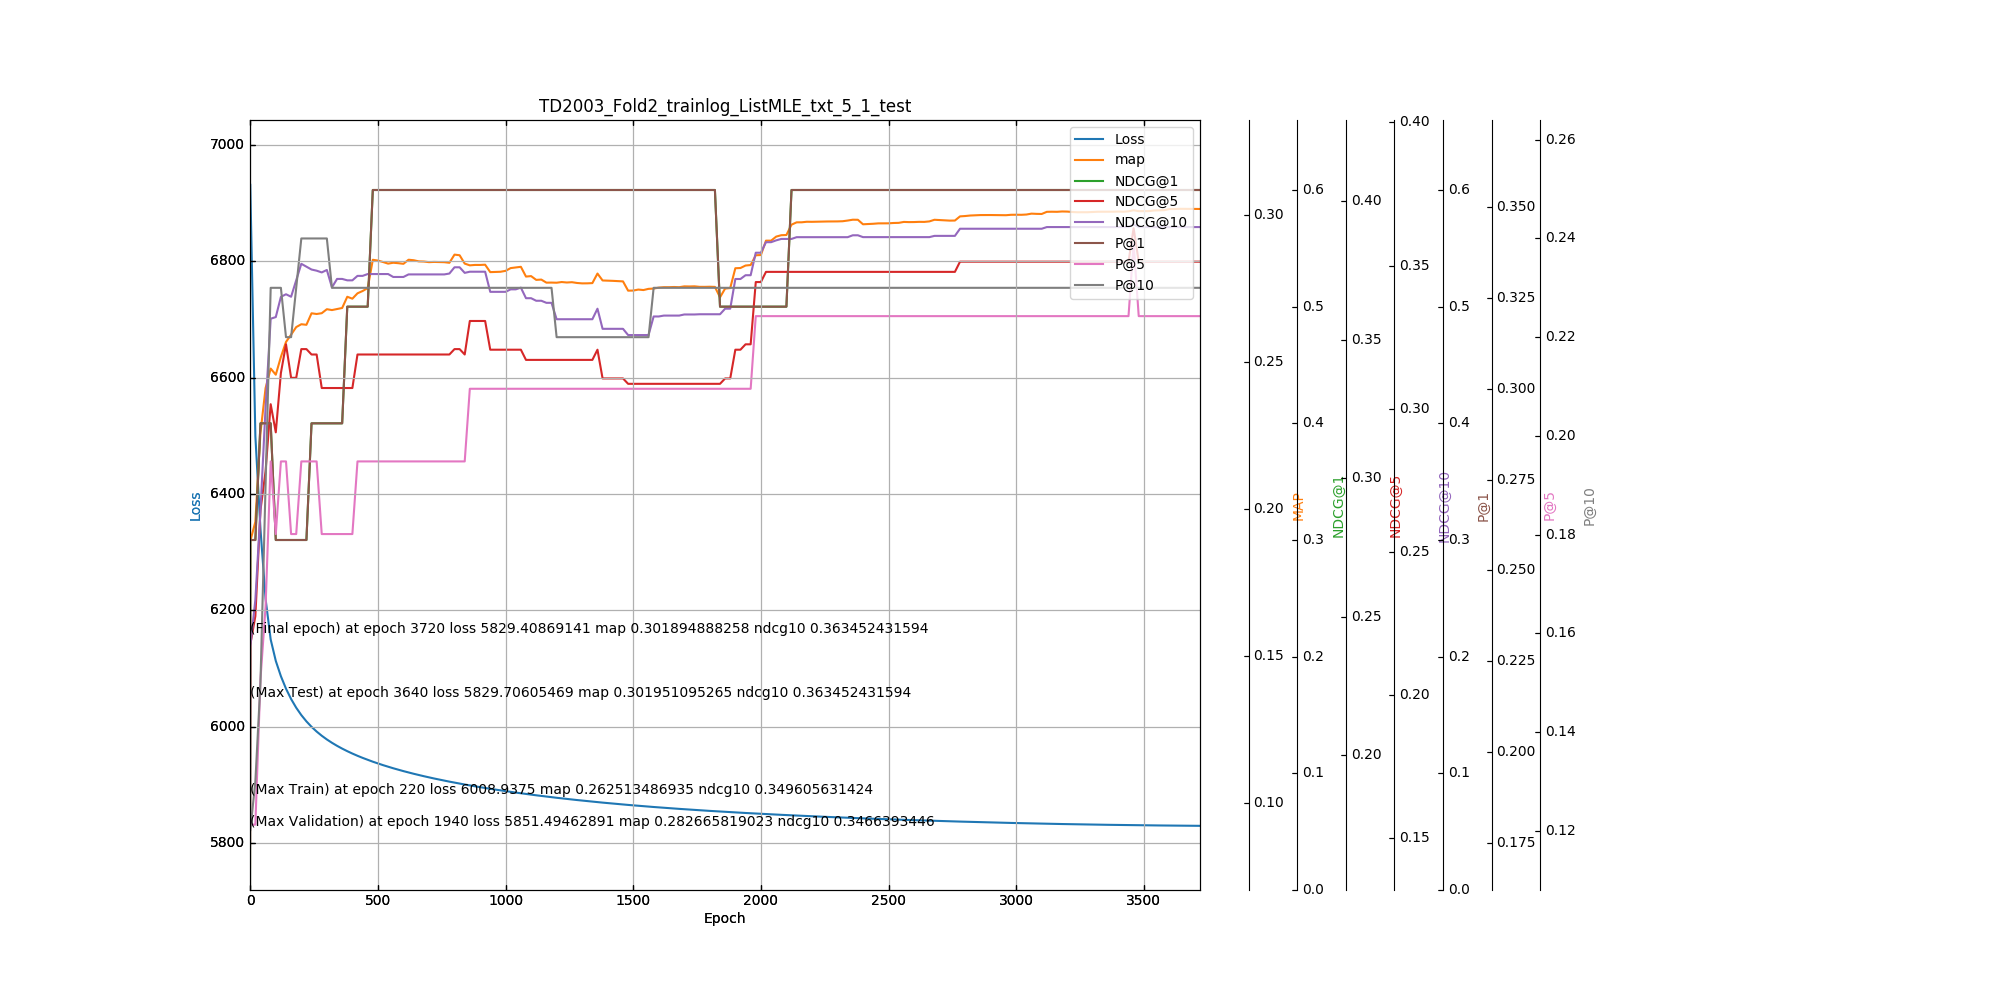 TD2003_Fold2_trainlog_ListMLE_txt_5_1_test
7000
6800
6600
6400
6200
6000
5800
Loss
0 500 1000 1500 2000 2500 3000 3500
Epoch
Loss
map
NDCG@1
NDCG@5
NDCG@10
P@1
P@5
P@10
(Final epoch) at epoch 3720 loss 5829.40869141 map 0.301894888258 ndcg10 0.363452431594
(Max Test) at epoch 3640 loss 5829.70605469 map 0.301951095265 ndcg10 0.363452431594
(Max Train) at epoch 220 loss 6008.9375 map 0.262513486935 ndcg10 0.349605631424
(Max Validation) at epoch 1940 loss 5851.49462891 map 0.282665819023 ndcg10 0.3466393446
0.30
0.25
0.20
0.15
0.10
MAP
0.6
0.5
0.4
0.3
0.2
0.1
0.0
NDCG@1
0.40
0.35
0.30
0.25
0.20
NDCG@5
0.40
0.35
0.30
0.25
0.20
0.15
NDCG@10
0.6
0.5
0.4
0.3
0.2
0.1
0.0
P@1
0.350
0.325
0.300
0.275
0.250
0.225
0.200
0.175
P@5
0.26
0.24
0.22
0.20
0.18
0.16
0.14
0.12
P@10